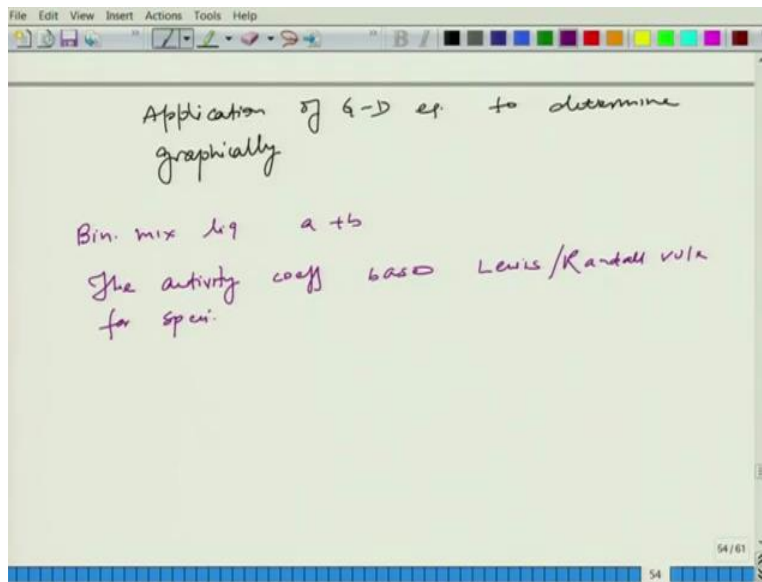 File Edit View Insert Actions Tools Help
Application of G-D eq. to determine
graphically
Bin. mix liq a+b
The activity coeff base Lewis/Randall rule
for speci.
54/61
54